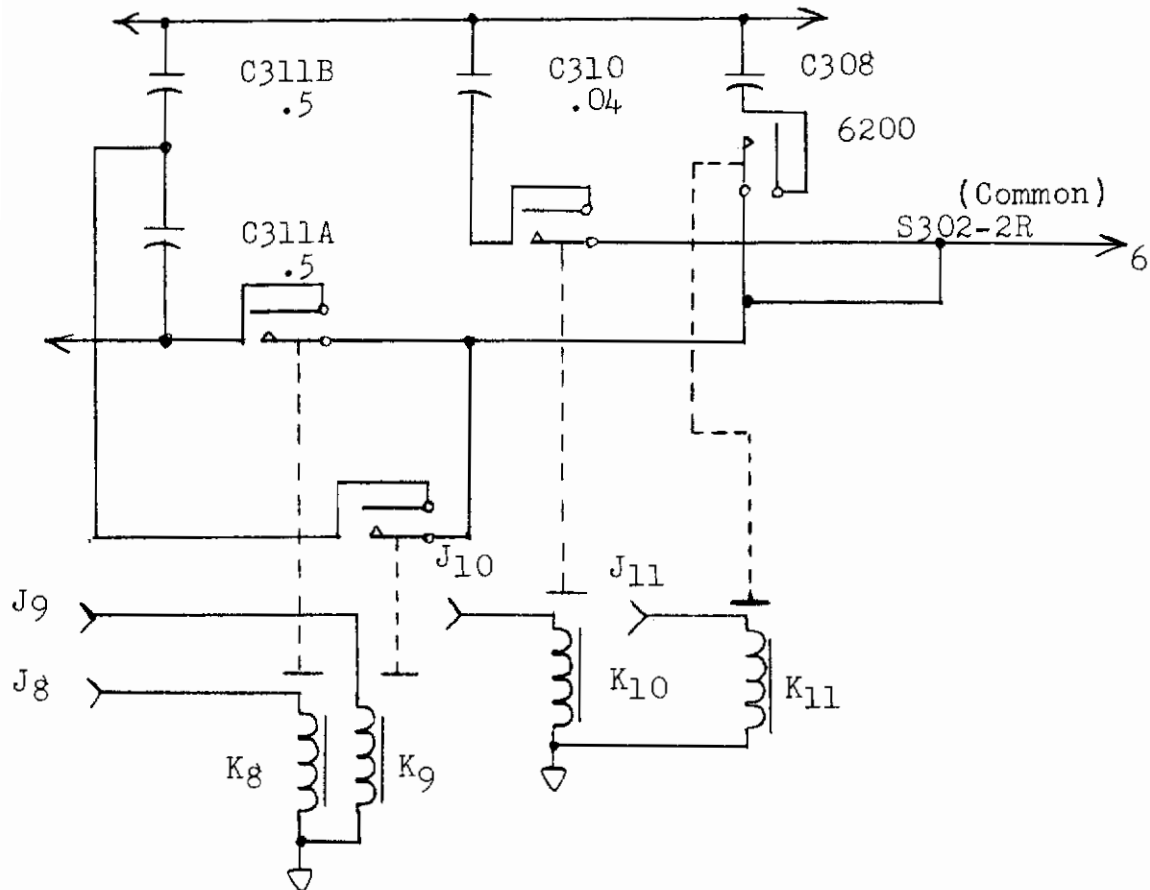 C311B
.5
C310
.04
C308
6200
(Common)
S302-2R
6
C311A
.5
J10
J11
J9
J8
K10
K11
K8
K9